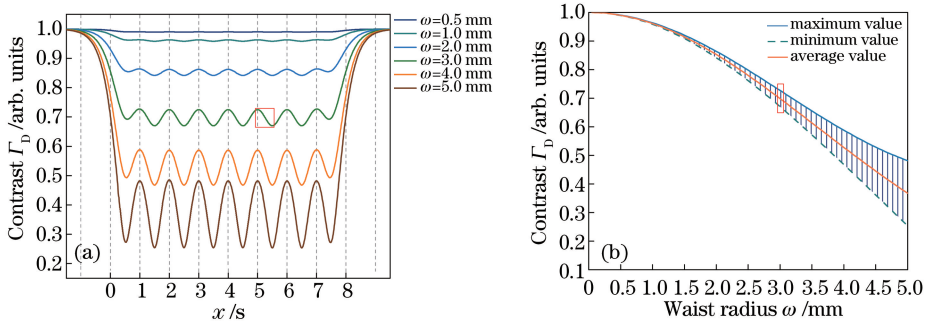 1.0
0.9
0.8
0.7
0.6
0.5
0.4
0.3
0.2
Contrast Γ_D /arb. units
(a)
0 1 2 3 4 5 6 7 8
x /s
ω=0.5 mm
ω=1.0 mm
ω=2.0 mm
ω=3.0 mm
ω=4.0 mm
ω=5.0 mm
1.0
0.9
0.8
0.7
0.6
0.5
0.4
0.3
0.2
0.1
Contrast Γ_D /arb. units
maximum value
minimum value
average value
(b)
0 0.5 1.0 1.5 2.0 2.5 3.0 3.5 4.0 4.5 5.0
Waist radius ω /mm